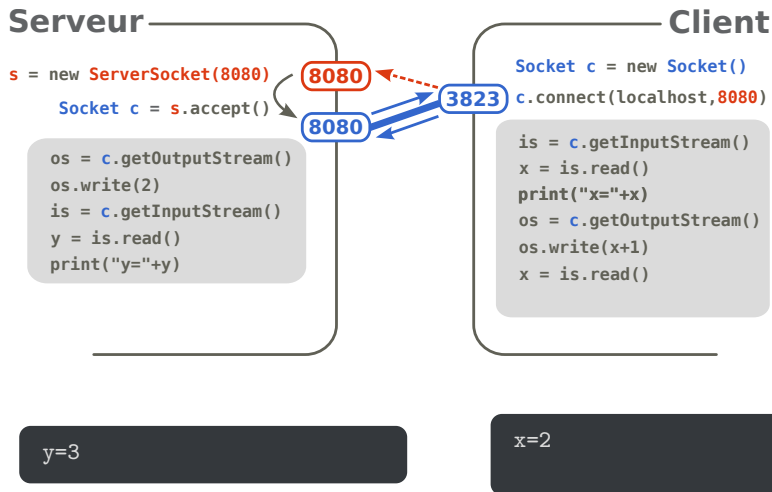 Serveur
s = new ServerSocket(8080)
Socket c = s.accept()
os = c.getOutputStream()
os.write(2)
is = c.getInputStream()
y = is.read()
print("y="+y)
8080
8080
3823
Client
Socket c = new Socket()
c.connect(localhost,8080)
is = c.getInputStream()
x = is.read()
print("x="+x)
os = c.getOutputStream()
os.write(x+1)
x = is.read()
y=3
x=2